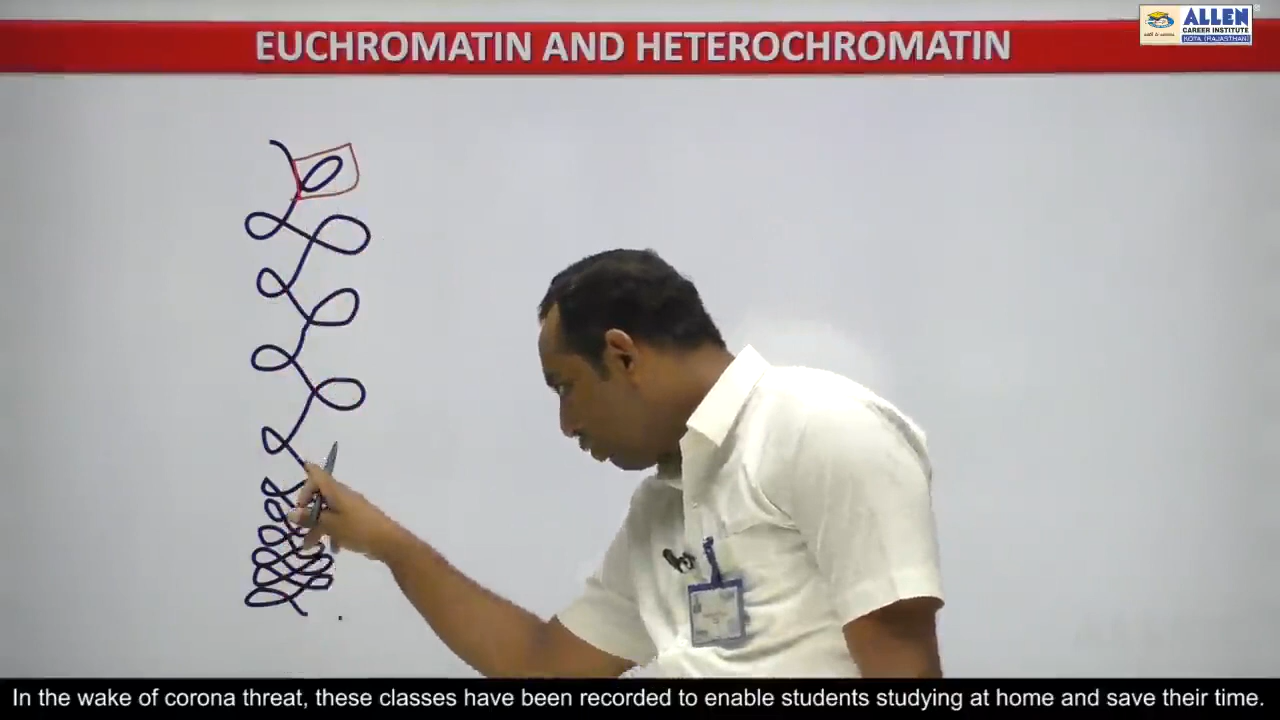 ALLEN
CAREER INSTITUTE
KOTA (RAJASTHAN)
EUCHROMATIN AND HETEROCHROMATIN
In the wake of corona threat, these classes have been recorded to enable students studying at home and save their time.